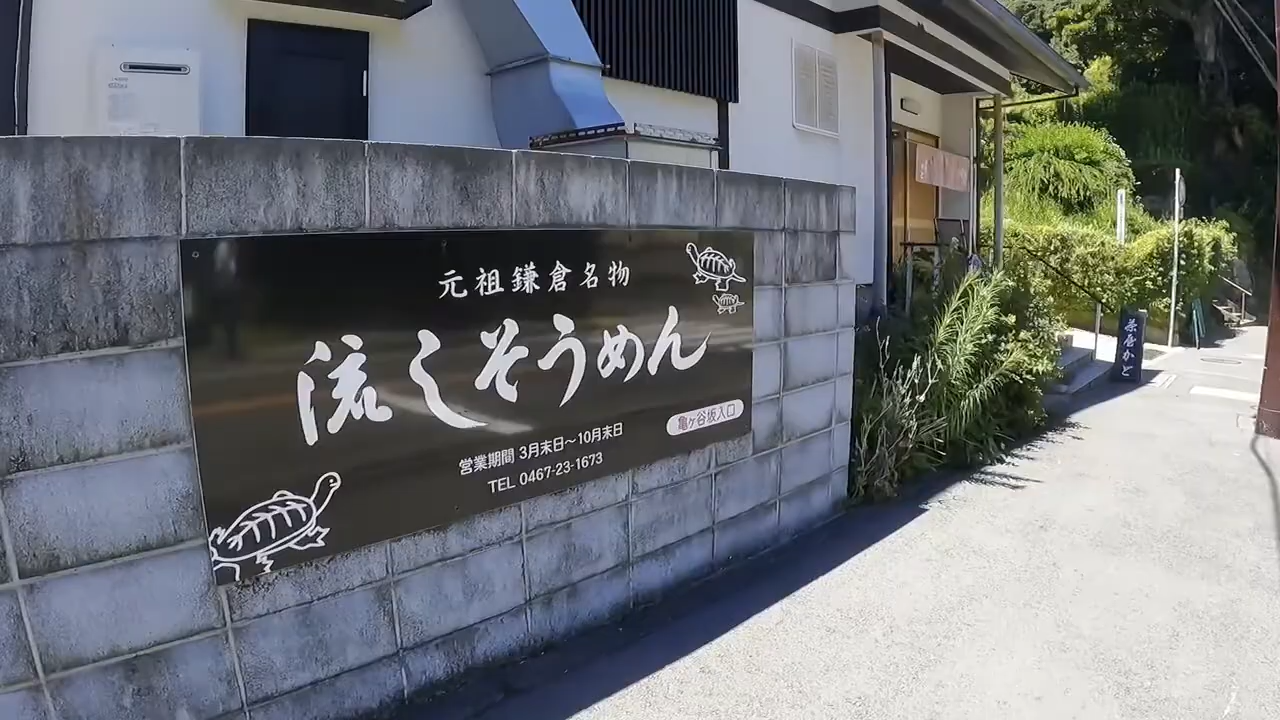 元祖鎌倉名物
流しそうめん
亀ヶ谷坂入口
営業期間 3月末日～10月末日
TEL 0467-23-1673
茶屋かど